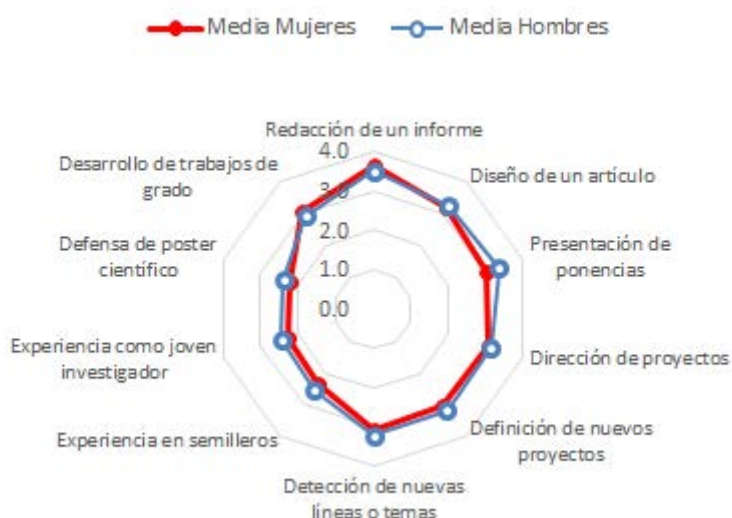 Media Mujeres
Media Hombres
Redacción de un informe
Diseño de un artículo
Presentación de
ponencias
Dirección de proyectos
Definición de nuevos
proyectos
Detección de nuevas
líneas o temas
Experiencia en semilleros
Experiencia como joven
investigador
Defensa de poster
científico
Desarrollo de trabajos de
grado
4.0
3.0
2.0
1.0
0.0